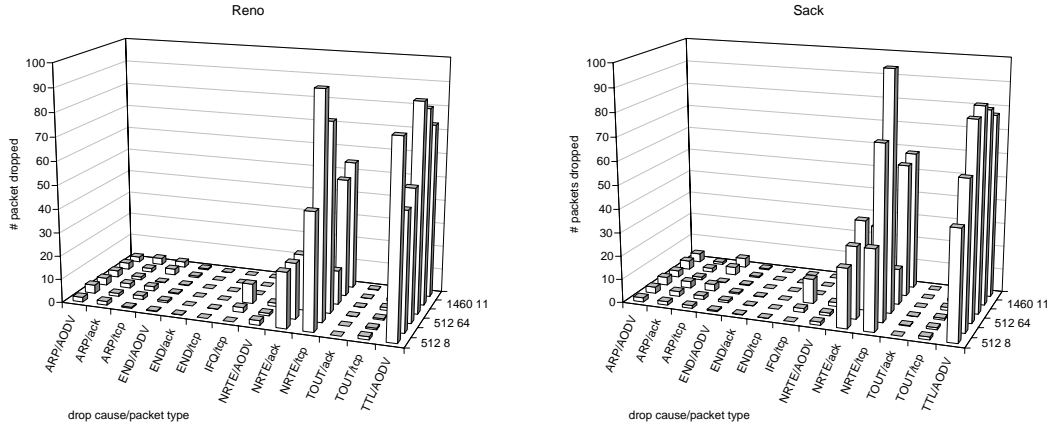 Reno
# packet dropped
100
90
80
70
60
50
40
30
20
10
0
ARP/AODV
ARP/ack
ARP/tcp
END/AODV
END/ack
END/tcp
IFQ/tcp
NRTE/AODV
NRTE/ack
NRTE/tcp
TOUT/ack
TOUT/tcp
TTL/AODV
1460 11
512 64
512 8
drop cause/packet type
Sack
# packets dropped
100
90
80
70
60
50
40
30
20
10
0
ARP/AODV
ARP/ack
ARP/tcp
END/AODV
END/ack
END/tcp
IFQ/tcp
NRTE/AODV
NRTE/ack
NRTE/tcp
TOUT/ack
TOUT/tcp
TTL/AODV
1460 11
512 64
512 8
drop cause/packet type